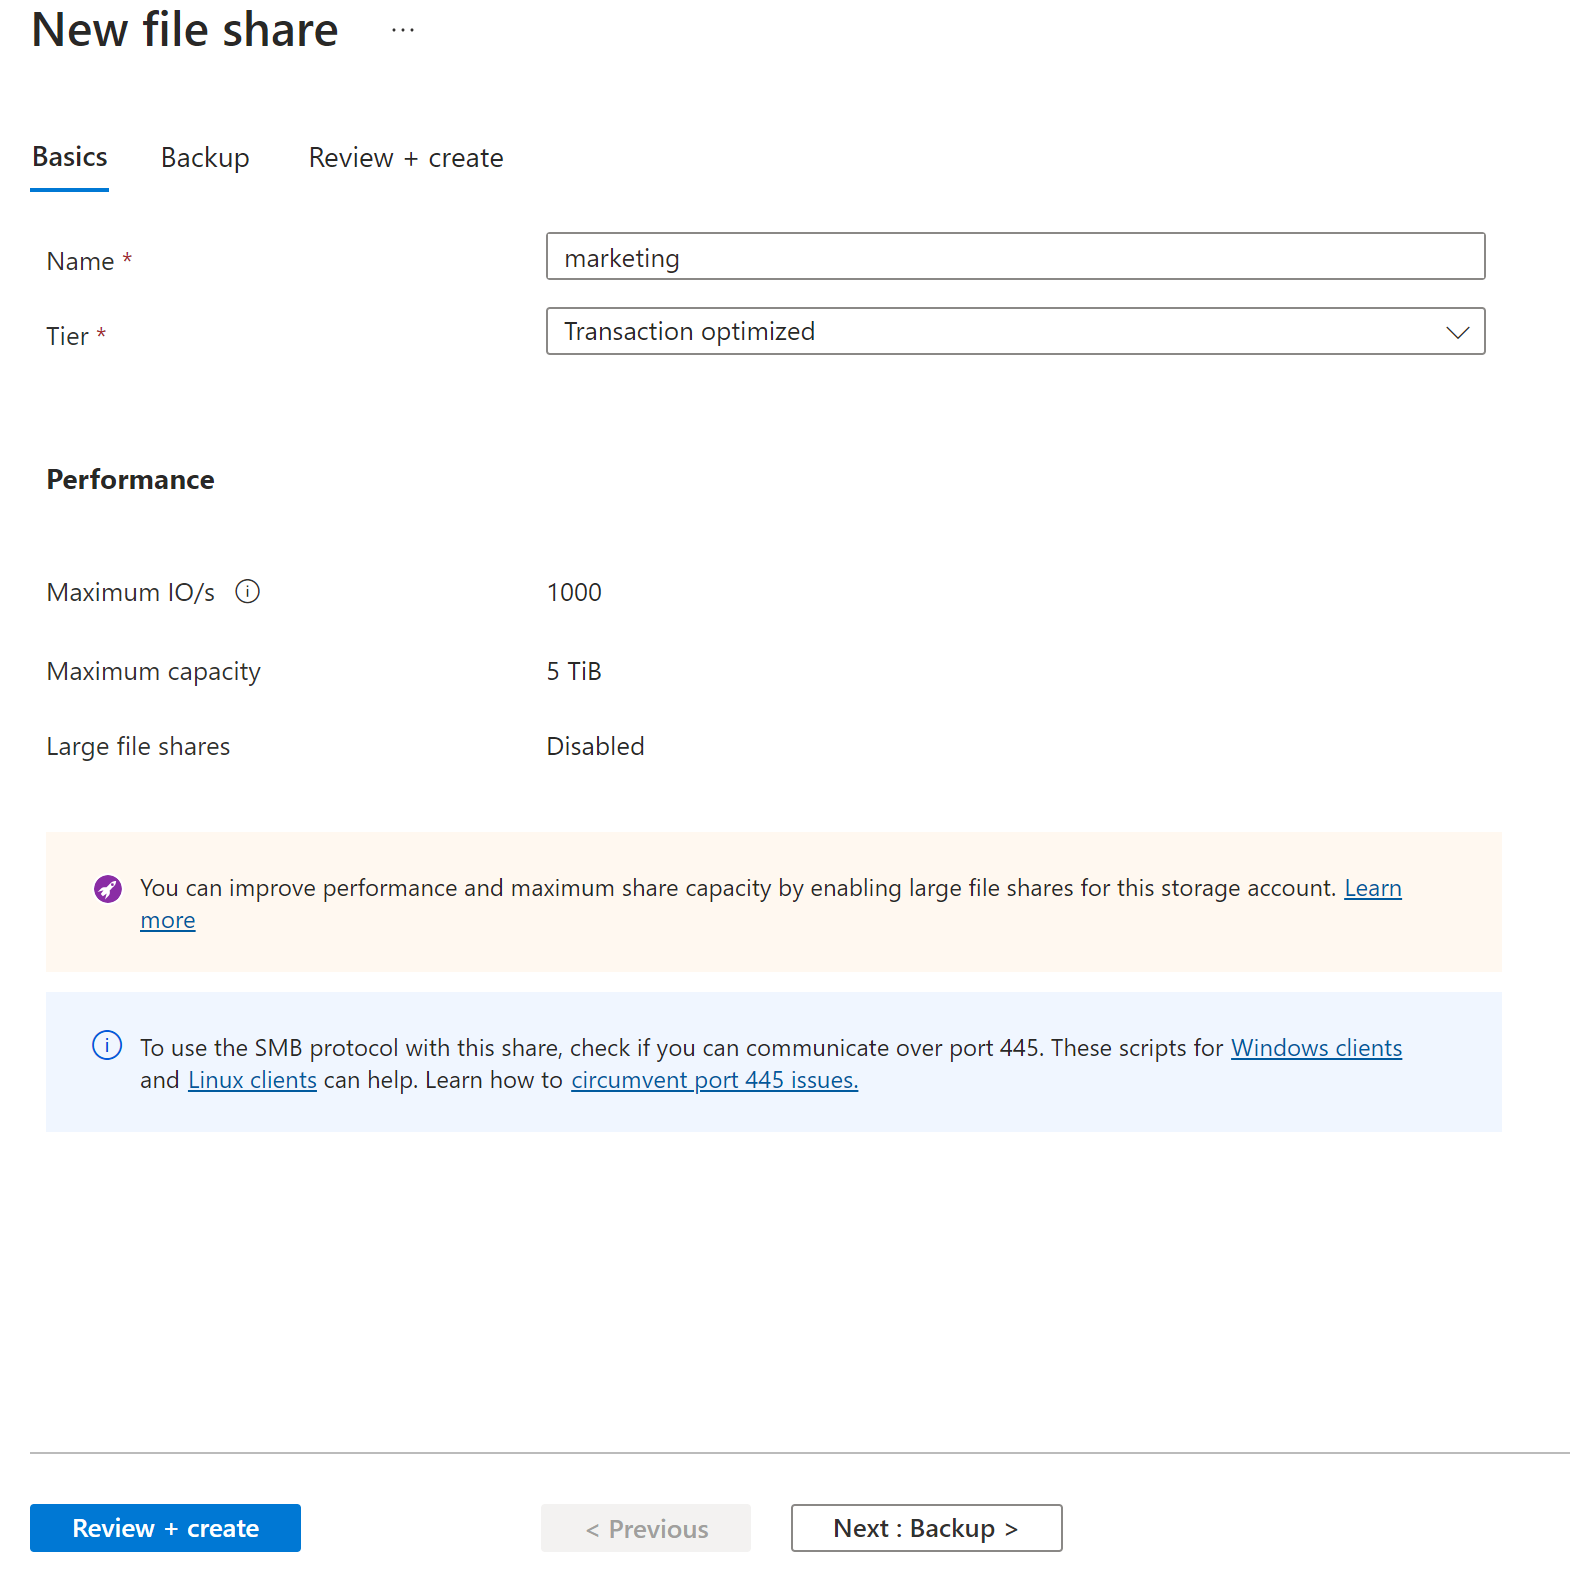 New file share ...
Basics Backup Review + create
Name *
marketing
Tier *
Transaction optimized
Performance
Maximum IO/s 1000
Maximum capacity 5 TiB
Large file shares Disabled
You can improve performance and maximum share capacity by enabling large file shares for this storage account. Learn
more
To use the SMB protocol with this share, check if you can communicate over port 445. These scripts for Windows clients
and Linux clients can help. Learn how to circumvent port 445 issues.
Review + create < Previous Next : Backup >